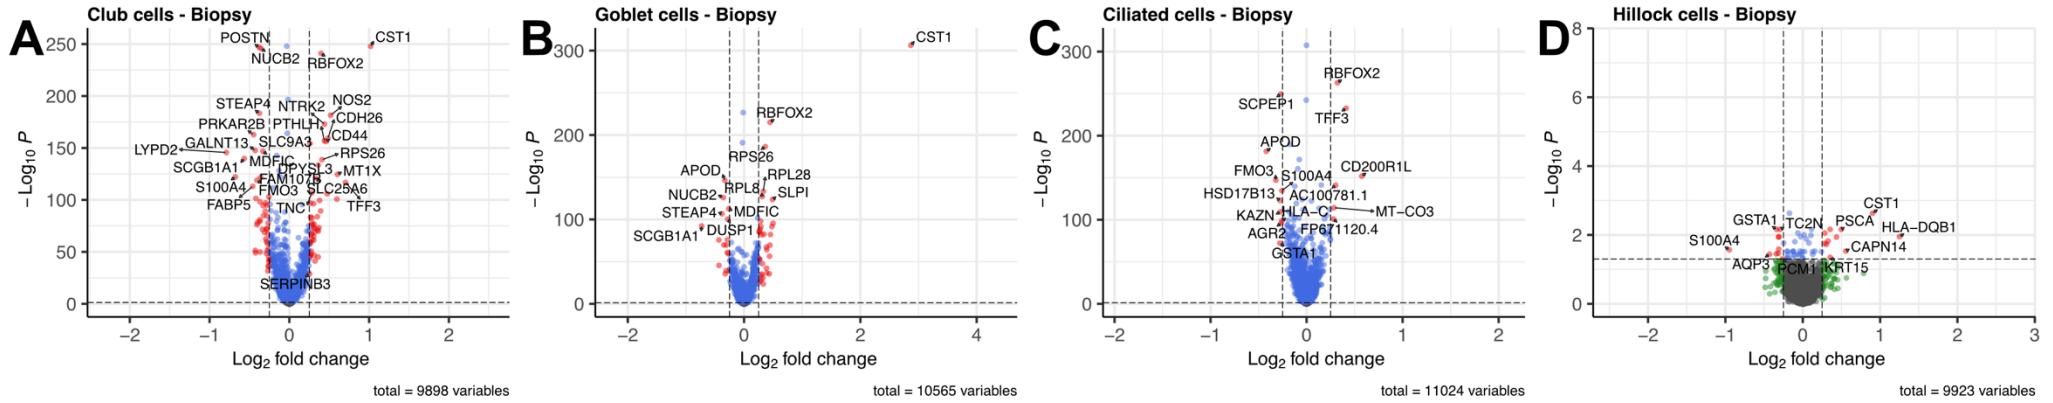 A
Club cells - Biopsy
250
200
150
100
50
0
−Log10 P
POSTN
NUCB2
CST1
RBFOX2
STEAP4
NTRK2
NOS2
PRKAR2B
PTHLH
CDH26
LYPD2
GALNT13
SLC9A3
CD44
SCGB1A1
MDFIC
DPYSL3
RPS26
MT1X
S100A4
FAM107B
FMO3
SLC25A6
FABP5
TNC
TFF3
SERPINB3
−2 −1 0 1 2
Log2 fold change
total = 9898 variables
B
Goblet cells - Biopsy
300
200
100
0
−Log10 P
CST1
RBFOX2
RPS26
APOD
RPL28
NUCB2
RPL8
SLPI
STEAP4
MDFIC
SCGB1A1
DUSP1
−2 0 2 4
Log2 fold change
total = 10565 variables
C
Ciliated cells - Biopsy
300
200
100
0
−Log10 P
RBFOX2
SCPEP1
TFF3
APOD
FMO3
S100A4
CD200R1L
HSD17B13
AC100781.1
KAZN
HLA−C
MT−CO3
AGR2
FP671120.4
GSTA1
−2 −1 0 1 2
Log2 fold change
total = 11024 variables
D
Hillock cells - Biopsy
8
6
4
2
0
−Log10 P
CST1
GSTA1
TC2N
PSCA
HLA−DQB1
S100A4
CAPN14
AQP3
PCM1
KRT15
−2 −1 0 1 2 3
Log2 fold change
total = 9923 variables